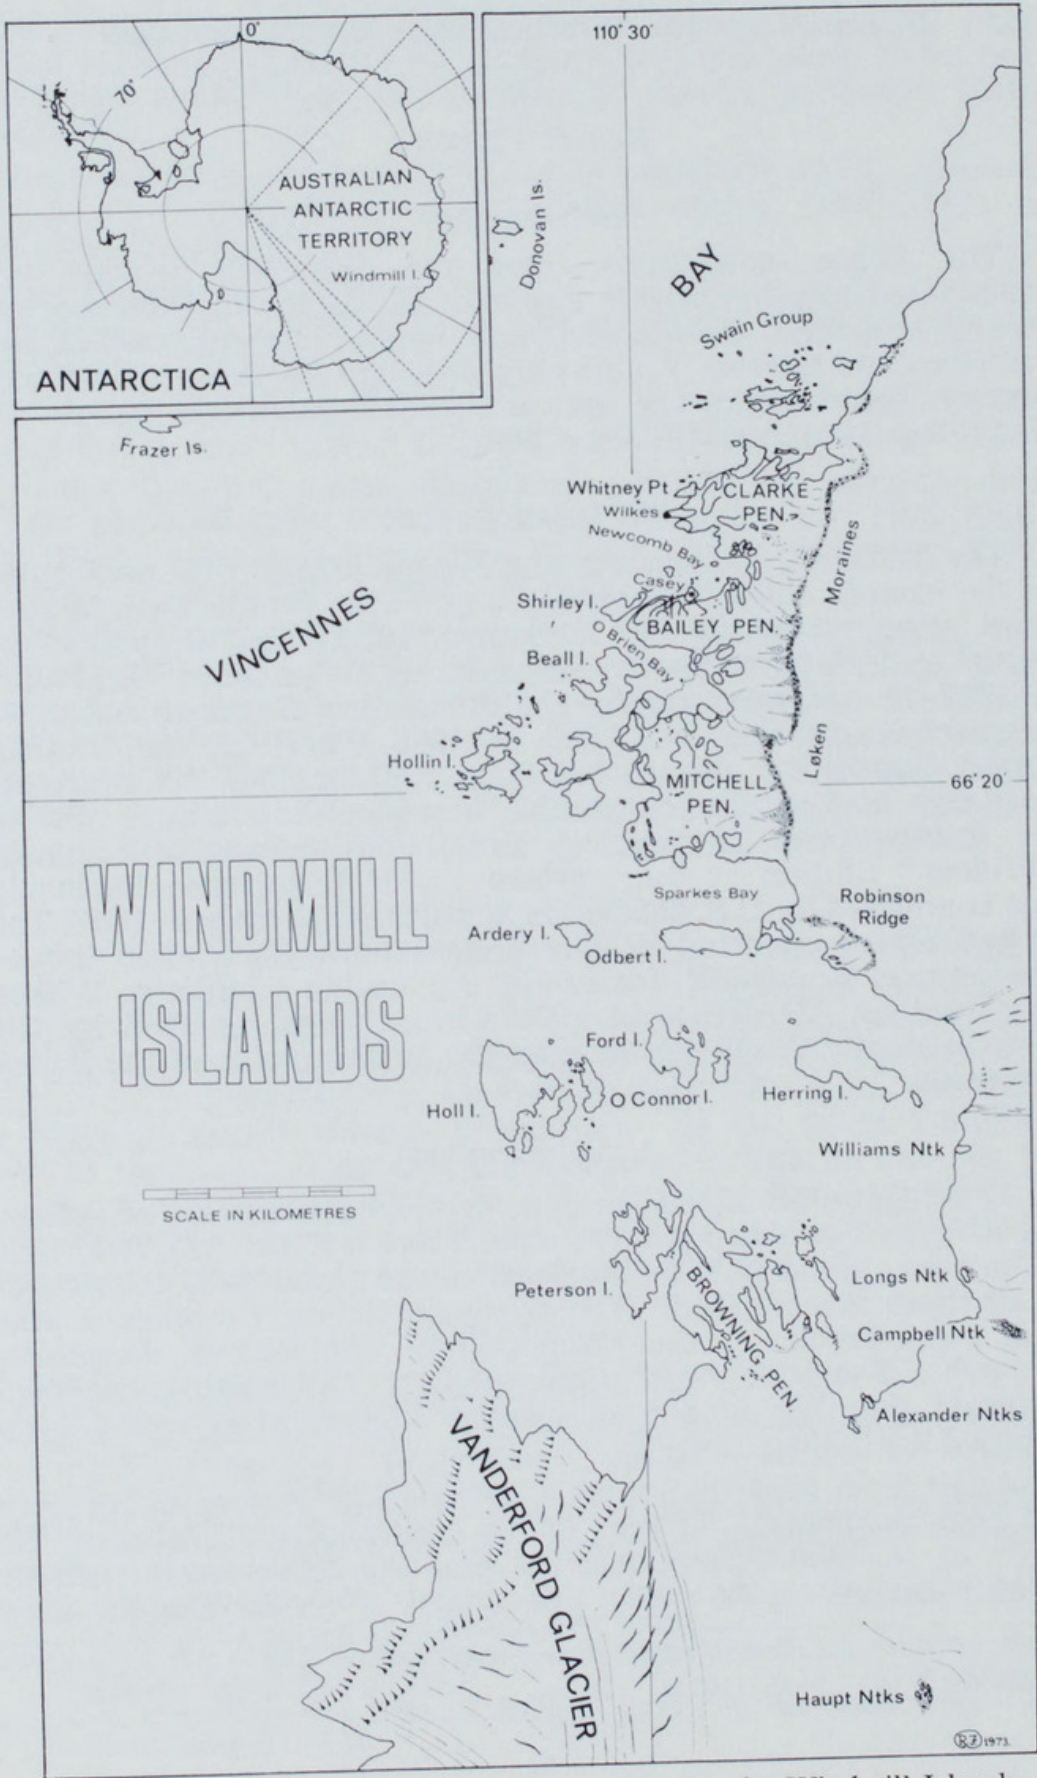 0°
70°
AUSTRALIAN
ANTARCTIC
TERRITORY
Windmill I.
ANTARCTICA
110° 30'
Donovan Is.
BAY
Swain Group
Frazer Is.
Whitney Pt
CLARKE
PEN.
Wilkes
Newcomb Bay
Moraines
Casey
Shirley I.
BAILEY PEN.
O Brien Bay
Beall I.
VINCENNES
Løken
Hollin I.
MITCHELL
PEN.
66° 20'
WINDMILL
ISLANDS
Sparkes Bay
Robinson
Ridge
Ardery I.
Odbert I.
Ford I.
Holl I.
O Connor I.
Herring I.
Williams Ntk
SCALE IN KILOMETRES
Peterson I.
BROWNING PEN.
Longs Ntk
Campbell Ntk
Alexander Ntks
VANDERFORD GLACIER
Haupt Ntks
1973.